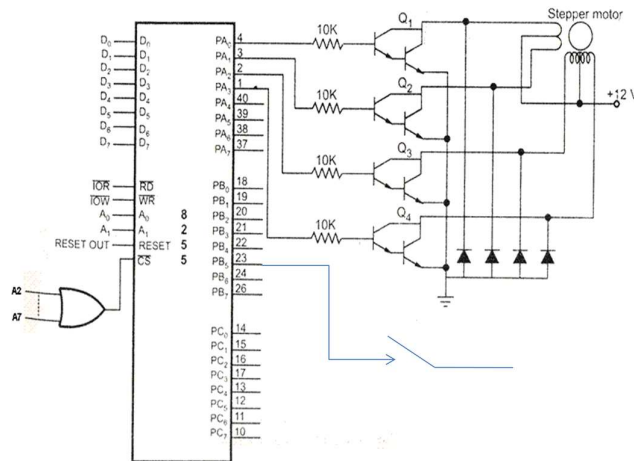 Stepper motor
+12 V
10K
Q1
10K
Q2
10K
Q3
10K
Q4
D0 D0 PA0 4
D1 D1 PA1 3
D2 D2 PA2 2
D3 D3 PA3 1
D4 D4 PA4 40
D5 D5 PA5 39
D6 D6 PA6 38
D7 D7 PA7 37
IOR RD PB0 18
IOW WR PB1 19
A0 A0 8 PB2 20
A1 A1 2 PB3 21
RESET OUT RESET 5 PB4 22
CS 5 PB5 23
PB6 24
PB7 26
A2
A7
PC0 14
PC1 15
PC2 16
PC3 17
PC4 13
PC5 12
PC6 11
PC7 10